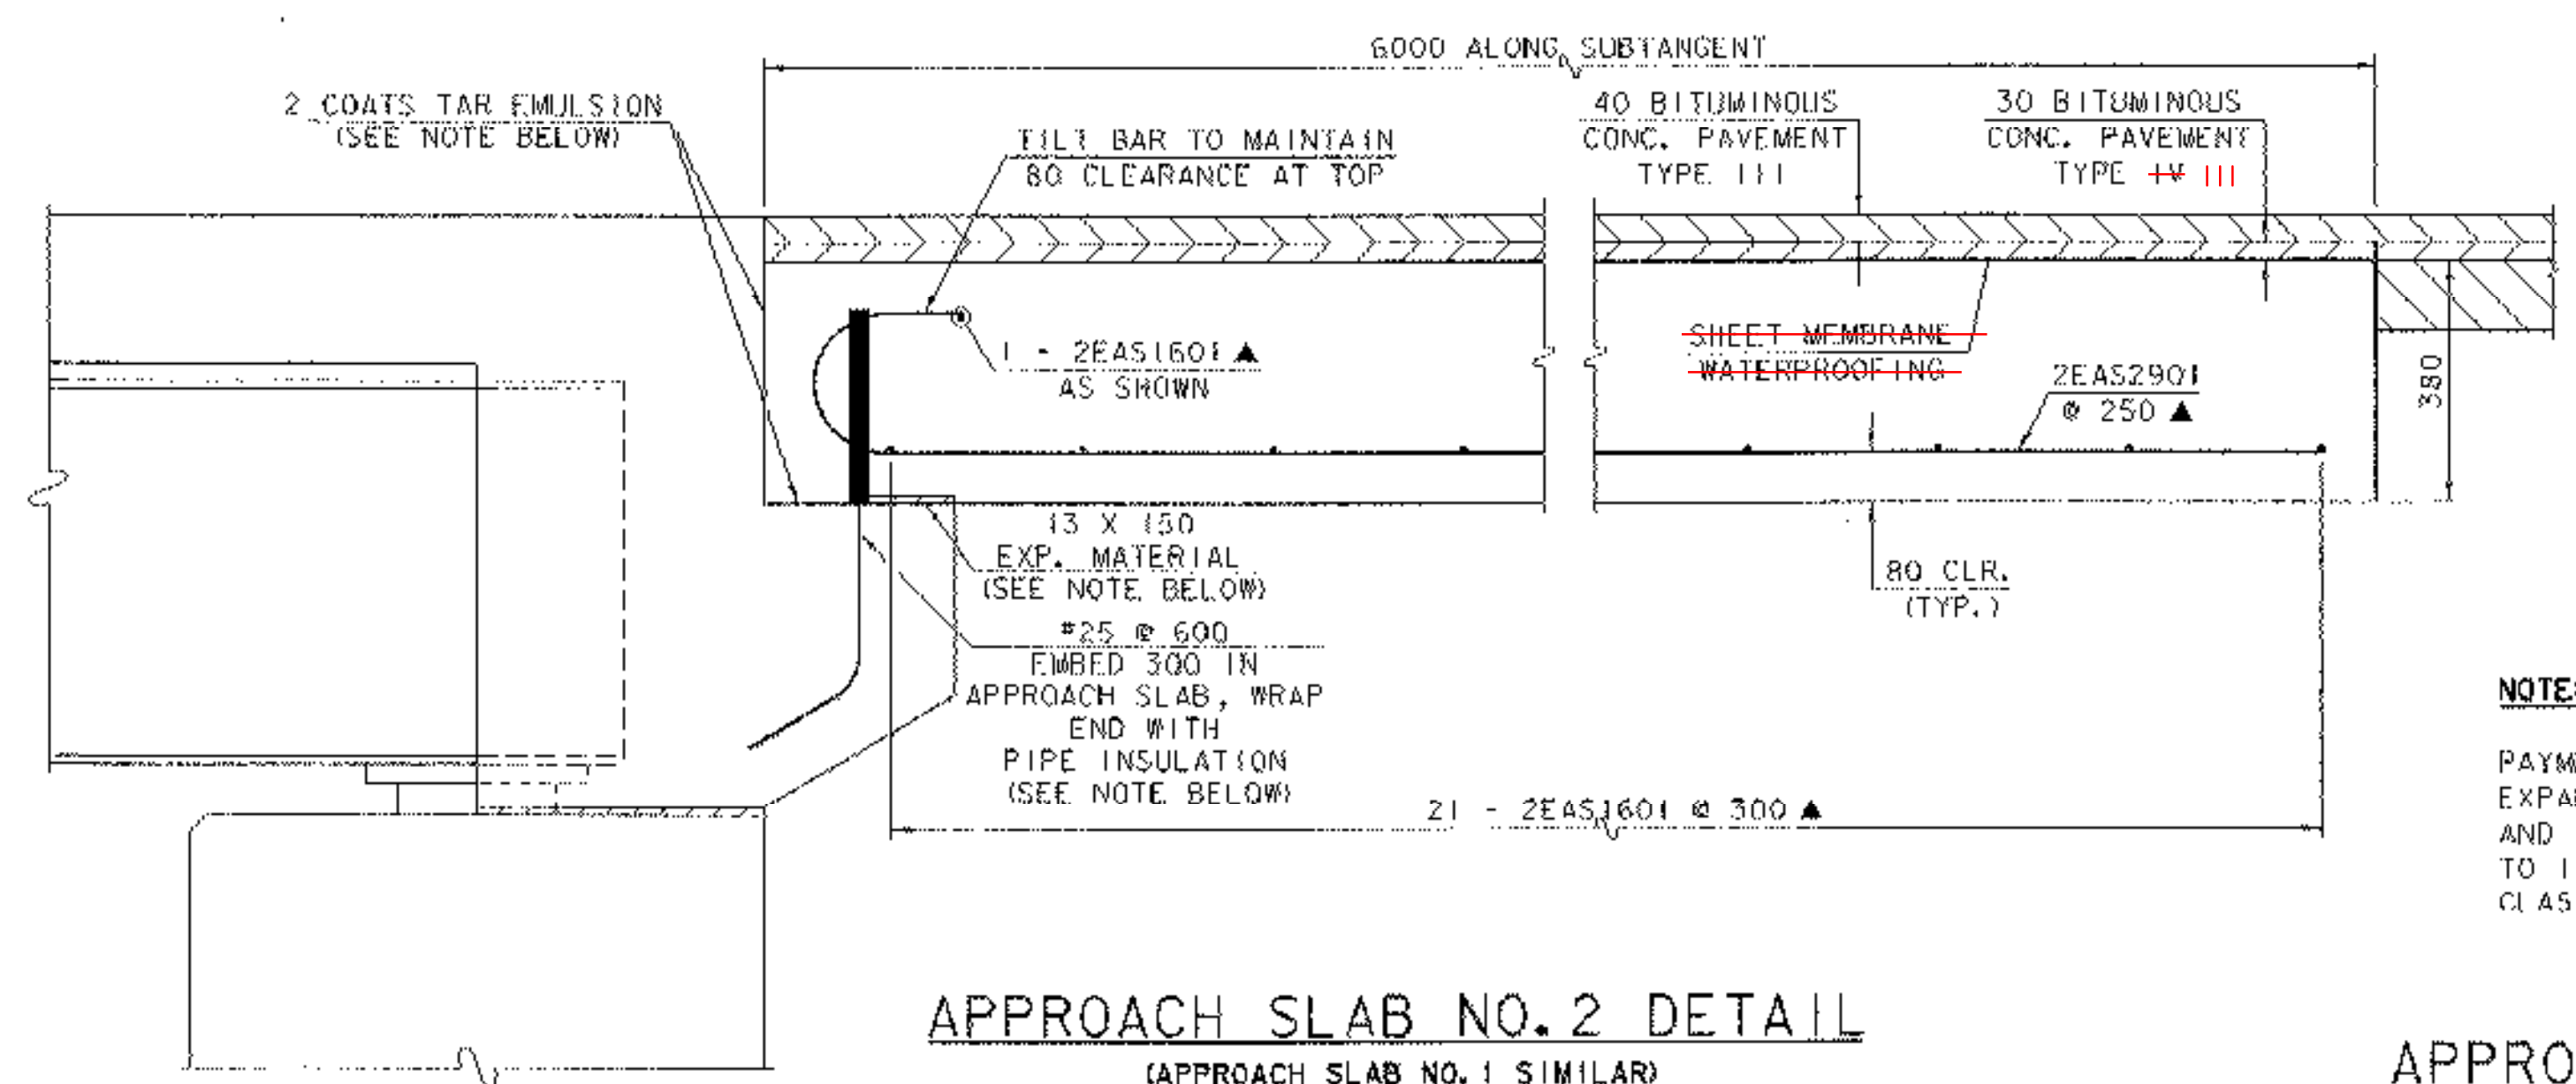 6000 ALONG SUBTANGENT
2 COATS TAR EMULSION
(SEE NOTE BELOW)
TILT BAR TO MAINTAIN
80 CLEARANCE AT TOP
40 BITUMINOUS
CONC. PAVEMENT
TYPE III
30 BITUMINOUS
CONC. PAVEMENT
TYPE IV III
1 - 2EAS1601 ▲
AS SHOWN
SHEET MEMBRANE
WATERPROOFING
2EAS2901
@ 250 ▲
380
13 X 150
EXP. MATERIAL
(SEE NOTE BELOW)
80 CLR.
(TYP.)
#25 @ 600
EMBED 300 IN
APPROACH SLAB, WRAP
END WITH
PIPE INSULATION
(SEE NOTE BELOW)
21 - 2EAS1601 @ 300 ▲
NOTES
PAYM
EXPA
AND
TO I
CLAS
APPROACH SLAB NO. 2 DETAIL
(APPROACH SLAB NO. 1 SIMILAR)
APPRO